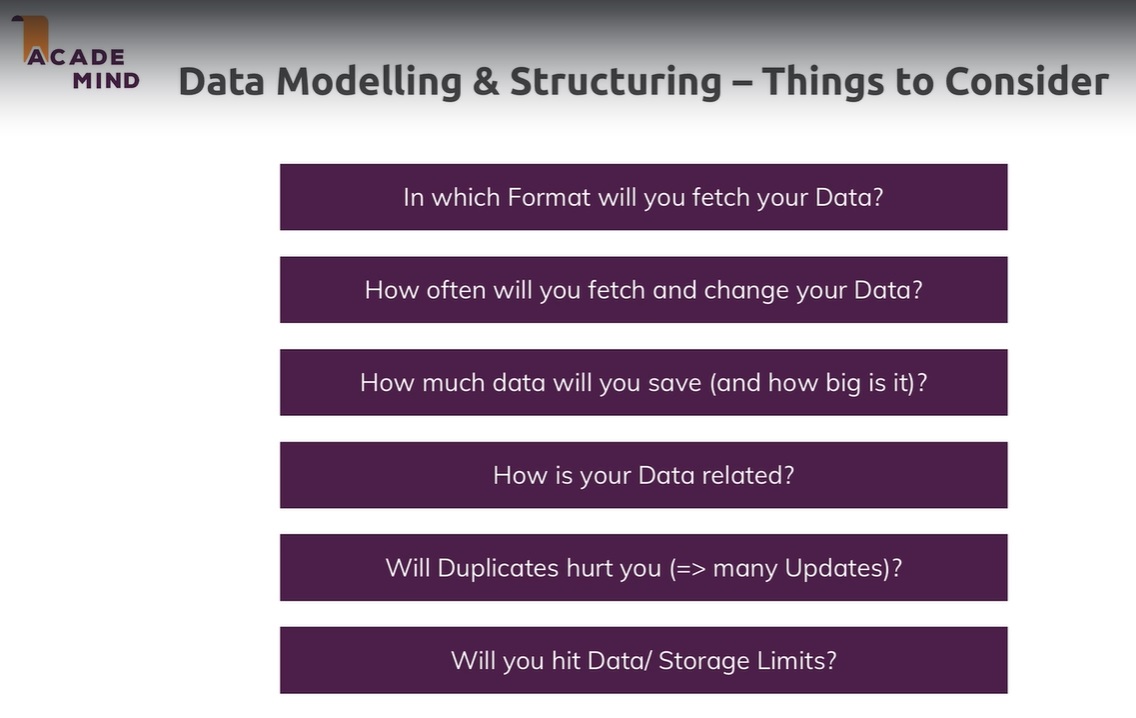 ACADE
MIND
Data Modelling & Structuring – Things to Consider
In which Format will you fetch your Data?
How often will you fetch and change your Data?
How much data will you save (and how big is it)?
How is your Data related?
Will Duplicates hurt you (=> many Updates)?
Will you hit Data/ Storage Limits?